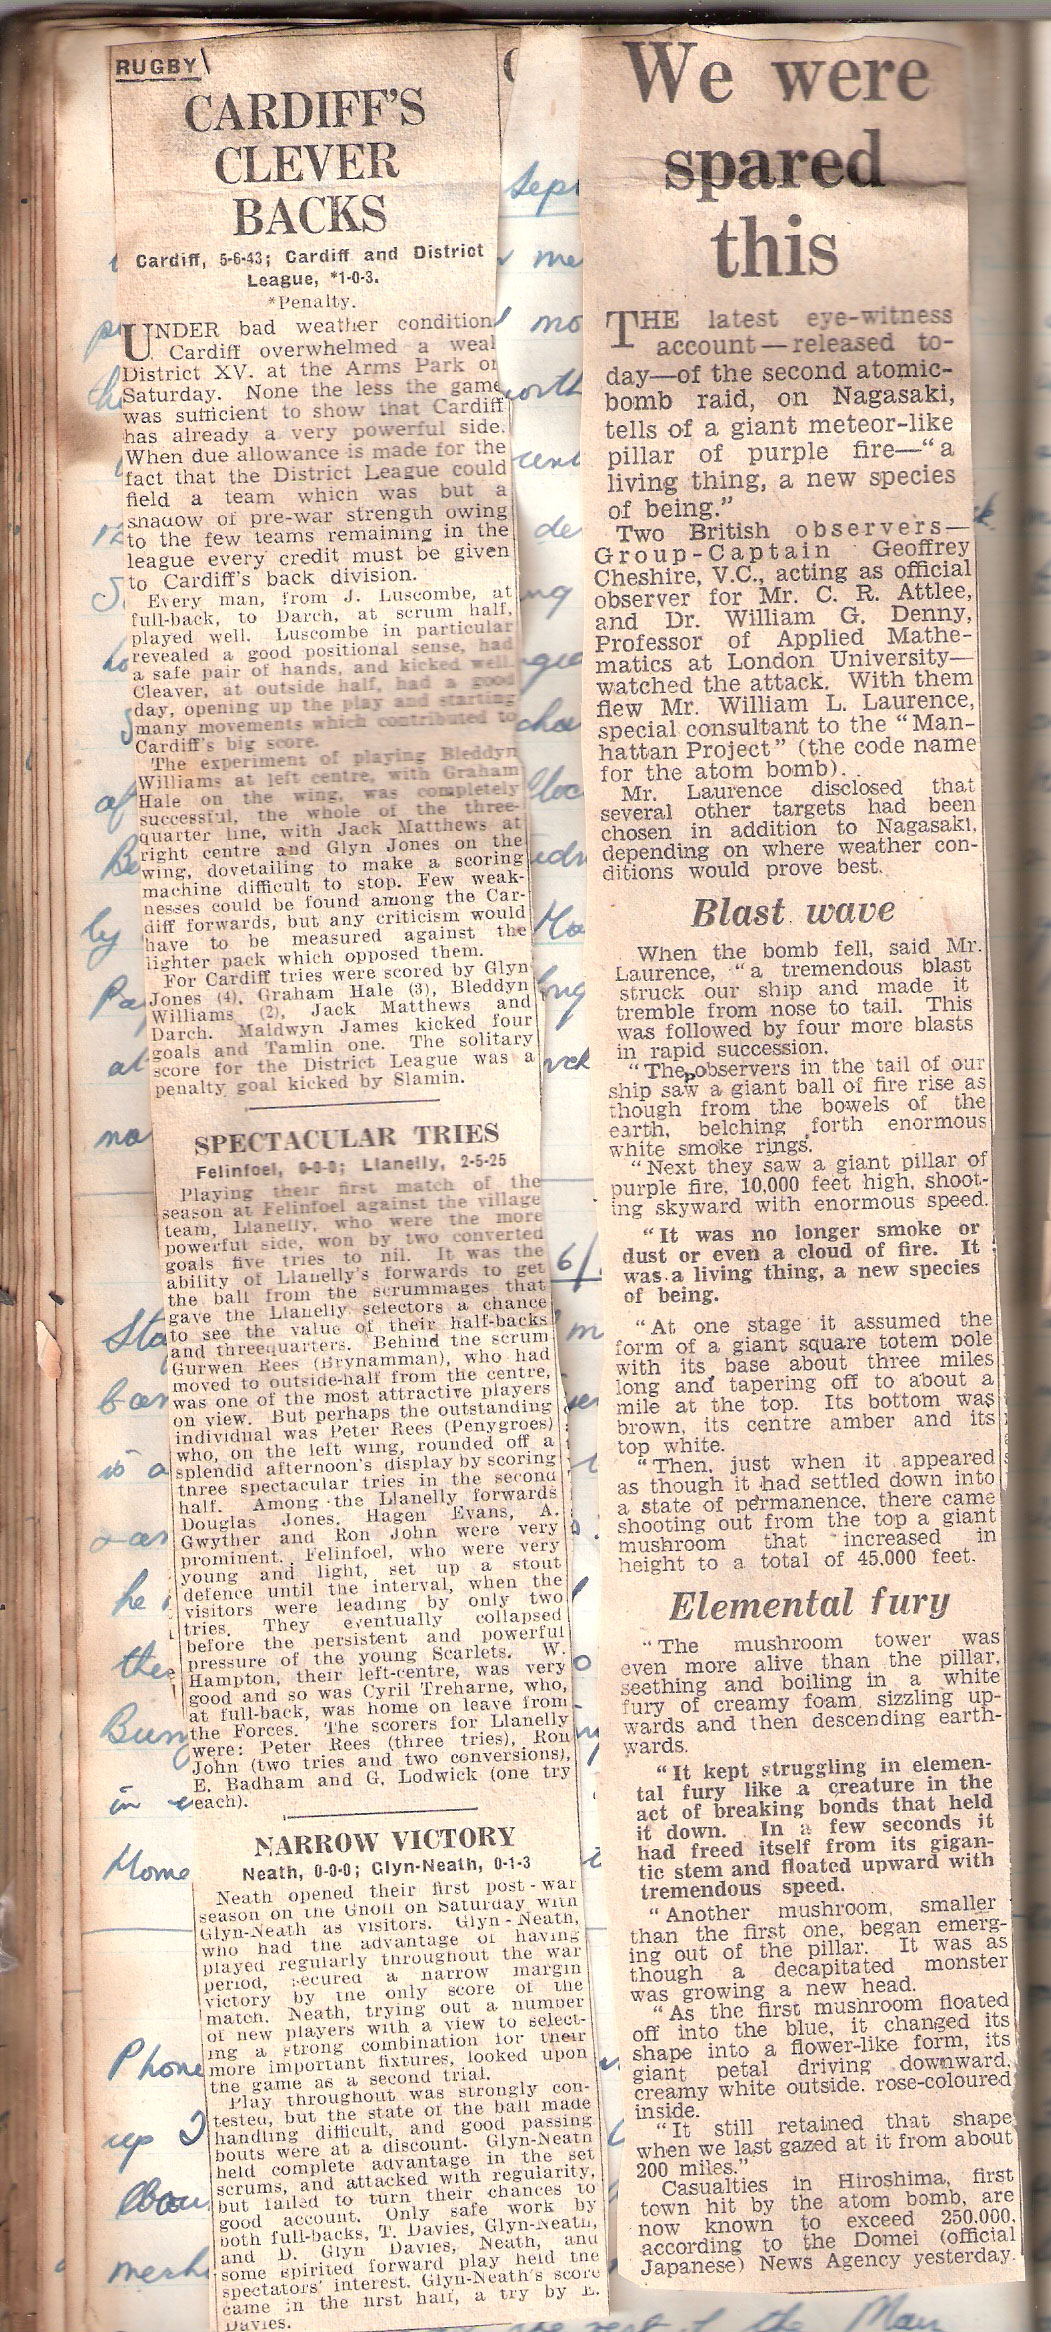 RUGBY
CARDIFF'S
CLEVER
BACKS
Cardiff, 5-6-43; Cardiff and District
League, *1-0-3.
*Penalty.
UNDER bad weather condition
Cardiff overwhelmed a weal
District XV. at the Arms Park or
Saturday. None the less the game
was sufficient to show that Cardiff
has already a very powerful side.
When due allowance is made for the
fact that the District League could
field a team which was but a
shadow of pre-war strength owing
to the few teams remaining in the
league every credit must be given
to Cardiff's back division.
Every man, from J. Luscombe, at
full-back, to Darch, at scrum half,
played well. Luscombe in particular
revealed a good positional sense, had
a safe pair of hands, and kicked well.
Cleaver, at outside half, had a good
day, opening up the play and starting
many movements which contributed to
Cardiff's big score.
The experiment of playing Bleddyn
Williams at left centre, with Graham
Hale on the wing, was completely
successful, the whole of the three-
quarter line, with Jack Matthews at
right centre and Glyn Jones on the
wing, dovetailing to make a scoring
machine difficult to stop. Few weak-
nesses could be found among the Car-
diff forwards, but any criticism would
have to be measured against the
lighter pack which opposed them.
For Cardiff tries were scored by Glyn
Jones (4), Graham Hale (3), Bleddyn
Williams (2), Jack Matthews and
Darch. Maldwyn James kicked four
goals and Tamlin one. The solitary
score for the District League was a
penalty goal kicked by Slamin.
SPECTACULAR TRIES
Felinfoel, 0-0-0; Llanelly, 2-5-25
Playing their first match of the
season at Felinfoel against the village
team, Llanelly, who were the more
powerful side, won by two converted
goals five tries to nil. It was the
ability of Llanelly's forwards to get
the ball from the scrummages that
gave the Llanelly selectors a chance
to see the value of their half-backs
and threequarters. Behind the scrum
Gurwen Rees (Brynamman), who had
moved to outside-half from the centre,
was one of the most attractive players
on view. But perhaps the outstanding
individual was Peter Rees (Penygroes)
who, on the left wing, rounded off a
splendid afternoon's display by scoring
three spectacular tries in the second
half. Among the Llanelly forwards
Douglas Jones, Hagen Evans, A.
Gwyther and Ron John were very
prominent. Felinfoel, who were very
young and light, set up a stout
defence until the interval, when the
visitors were leading by only two
tries. They eventually collapsed
before the persistent and powerful
pressure of the young Scarlets. W.
Hampton, their left-centre, was very
good and so was Cyril Treharne, who,
at full-back, was home on leave from
the Forces. The scorers for Llanelly
were: Peter Rees (three tries), Ron
John (two tries and two conversions),
E. Badham and G. Lodwick (one try
each).
NARROW VICTORY
Neath, 0-0-0; Glyn-Neath, 0-1-3
Neath opened their first post-war
season on the Gnoll on Saturday with
Glyn-Neath as visitors. Glyn-Neath,
who had the advantage of having
played regularly throughout the war
period, secured a narrow margin
victory by the only score of the
match. Neath, trying out a number
of new players with a view to select-
ing a strong combination for their
more important fixtures, looked upon
the game as a second trial.
Play throughout was strongly con-
tested, but the state of the ball made
handling difficult, and good passing
bouts were at a discount. Glyn-Neath
held complete advantage in the set
scrums, and attacked with regularity,
but failed to turn their chances to
good account. Only safe work by
both full-backs, T. Davies, Glyn-Neath,
and D. Glyn Davies, Neath, and
some spirited forward play held the
spectators' interest. Glyn-Neath's score
came in the first half, a try by E.
Davies.
We were
spared
this
THE latest eye-witness
account—released to-
day—of the second atomic-
bomb raid, on Nagasaki,
tells of a giant meteor-like
pillar of purple fire—"a
living thing, a new species
of being."
Two British observers—
Group-Captain Geoffrey
Cheshire, V.C., acting as official
observer for Mr. C. R. Attlee,
and Dr. William G. Denny,
Professor of Applied Mathe-
matics at London University—
watched the attack. With them
flew Mr. William L. Laurence,
special consultant to the "Man-
hattan Project" (the code name
for the atom bomb).
Mr. Laurence disclosed that
several other targets had been
chosen in addition to Nagasaki,
depending on where weather con-
ditions would prove best.
Blast wave
When the bomb fell, said Mr.
Laurence, "a tremendous blast
struck our ship and made it
tremble from nose to tail. This
was followed by four more blasts
in rapid succession.
"The observers in the tail of our
ship saw a giant ball of fire rise as
though from the bowels of the
earth, belching forth enormous
white smoke rings.
"Next they saw a giant pillar of
purple fire, 10,000 feet high, shoot-
ing skyward with enormous speed.
"It was no longer smoke or
dust or even a cloud of fire. It
was a living thing, a new species
of being.
"At one stage it assumed the
form of a giant square totem pole
with its base about three miles
long and tapering off to about a
mile at the top. Its bottom was
brown, its centre amber and its
top white.
"Then, just when it appeared
as though it had settled down into
a state of permanence, there came
shooting out from the top a giant
mushroom that increased in
height to a total of 45,000 feet.
Elemental fury
"The mushroom tower was
even more alive than the pillar,
seething and boiling in a white
fury of creamy foam, sizzling up-
wards and then descending earth-
wards.
"It kept struggling in elemen-
tal fury like a creature in the
act of breaking bonds that held
it down. In a few seconds it
had freed itself from its gigan-
tic stem and floated upward with
tremendous speed.
"Another mushroom, smaller
than the first one, began emerg-
ing out of the pillar. It was as
though a decapitated monster
was growing a new head.
"As the first mushroom floated
off into the blue, it changed its
shape into a flower-like form, its
giant petal driving downward,
creamy white outside, rose-coloured
inside.
"It still retained that shape
when we last gazed at it from about
200 miles."
Casualties in Hiroshima, first
town hit by the atom bomb, are
now known to exceed 250,000,
according to the Domei (official
Japanese) News Agency yesterday.
Phone
Home